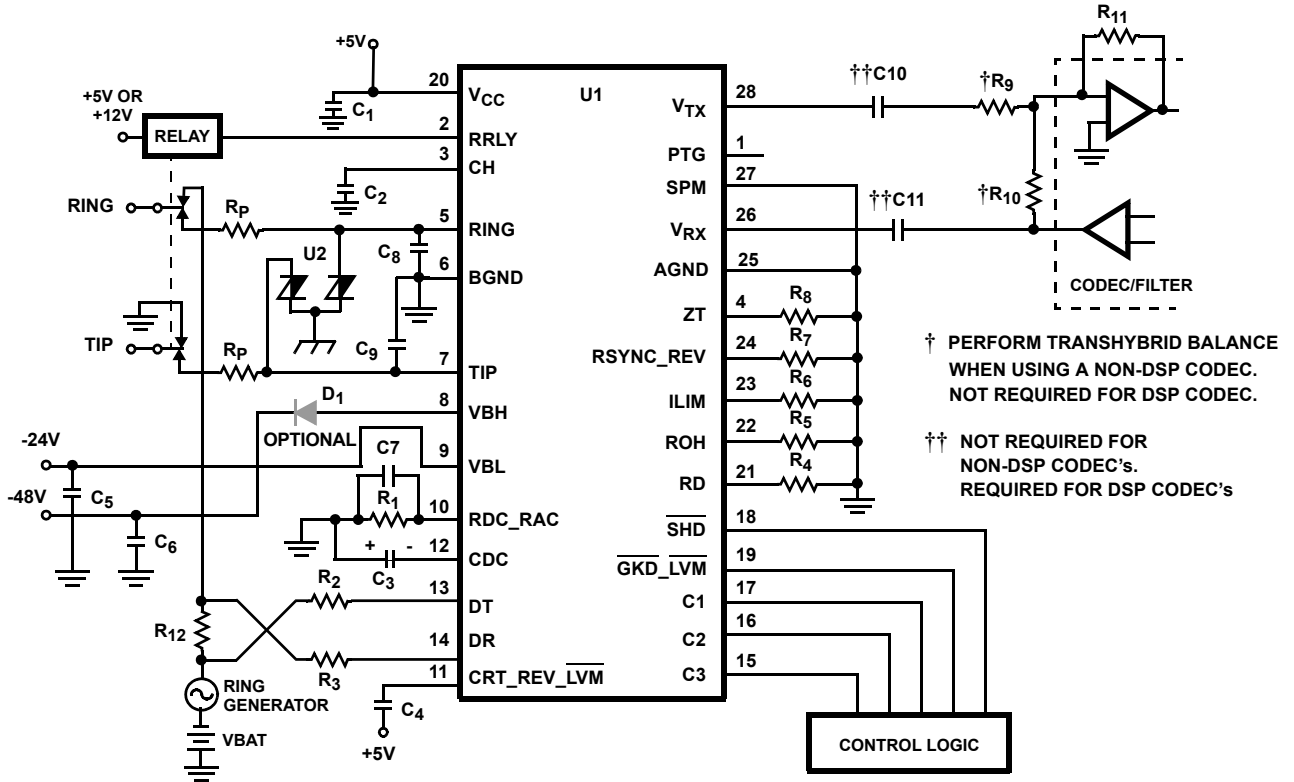 R11
+5V
††C10
†R9
20
VCC
U1
28
VTX
+5V OR
+12V
C1
RELAY
2
RRLY
3
CH
PTG
1
SPM
27
C2
††C11
†R10
RING
RP
5
RING
VRX
26
U2
C8
6
BGND
AGND
25
CODEC/FILTER
ZT
4
R8
TIP
RP
C9
7
TIP
RSYNC_REV
24
R7
† PERFORM TRANSHYBRID BALANCE
WHEN USING A NON-DSP CODEC.
NOT REQUIRED FOR DSP CODEC.
D1
OPTIONAL
8
VBH
ILIM
23
R6
-24V
C7
9
VBL
ROH
22
R5
†† NOT REQUIRED FOR
NON-DSP CODEC's.
REQUIRED FOR DSP CODEC's
-48V
C5
R1
10
RDC_RAC
RD
21
R4
C6
+ -
C3
12
CDC
SHD
18
GKD_LVM
19
R2
13
DT
C1
17
R12
14
DR
C2
16
R3
11
CRT_REV_LVM
C3
15
RING
GENERATOR
C4
VBAT
+5V
CONTROL LOGIC